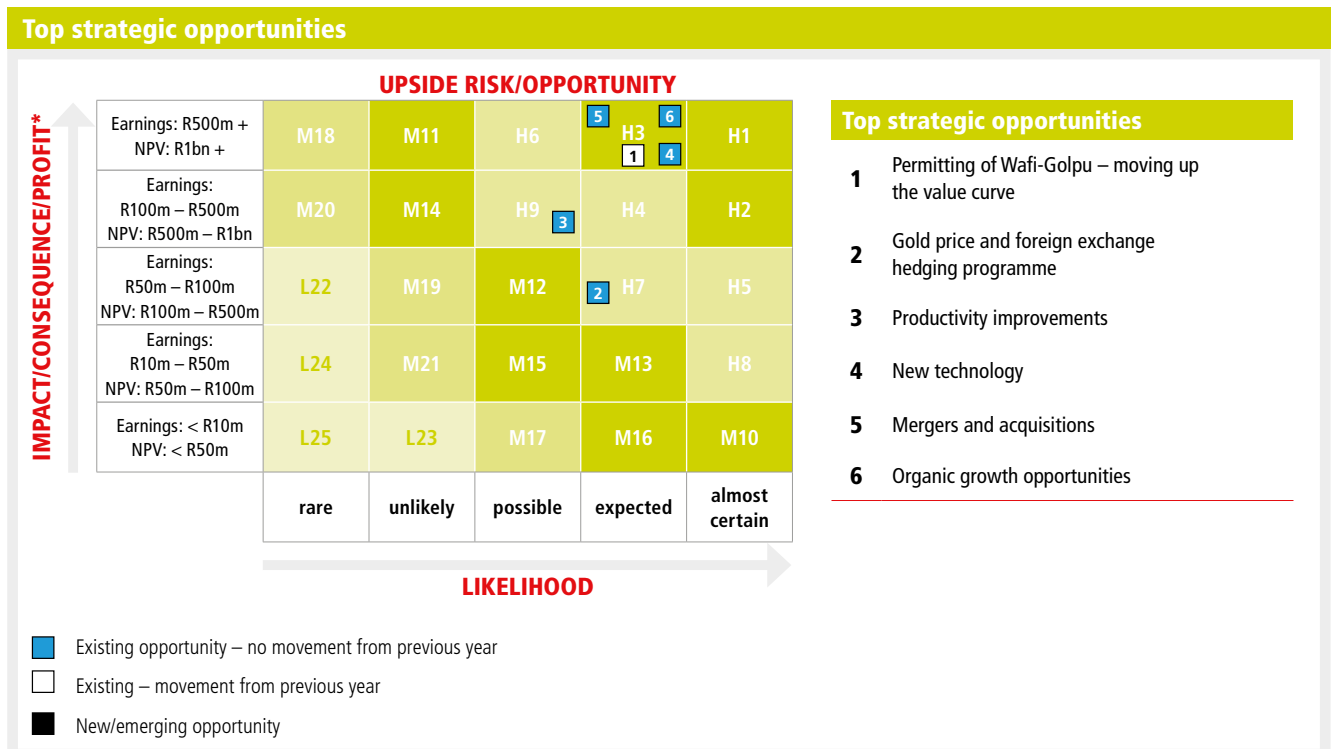 Top strategic opportunities
UPSIDE RISK/OPPORTUNITY
IMPACT/CONSEQUENCE/PROFIT*
Earnings: R500m +
NPV: R1bn +
M18
M11
H6
5
6
H3
1
4
H1
Earnings:
R100m – R500m
NPV: R500m – R1bn
M20
M14
H9
3
H4
H2
Earnings:
R50m – R100m
NPV: R100m – R500m
L22
M19
M12
2
H7
H5
Earnings:
R10m – R50m
NPV: R50m – R100m
L24
M21
M15
M13
H8
Earnings: < R10m
NPV: < R50m
L25
L23
M17
M16
M10
rare
unlikely
possible
expected
almost
certain
LIKELIHOOD
Top strategic opportunities
1 Permitting of Wafi-Golpu – moving up
the value curve
2 Gold price and foreign exchange
hedging programme
3 Productivity improvements
4 New technology
5 Mergers and acquisitions
6 Organic growth opportunities
Existing opportunity – no movement from previous year
Existing – movement from previous year
New/emerging opportunity